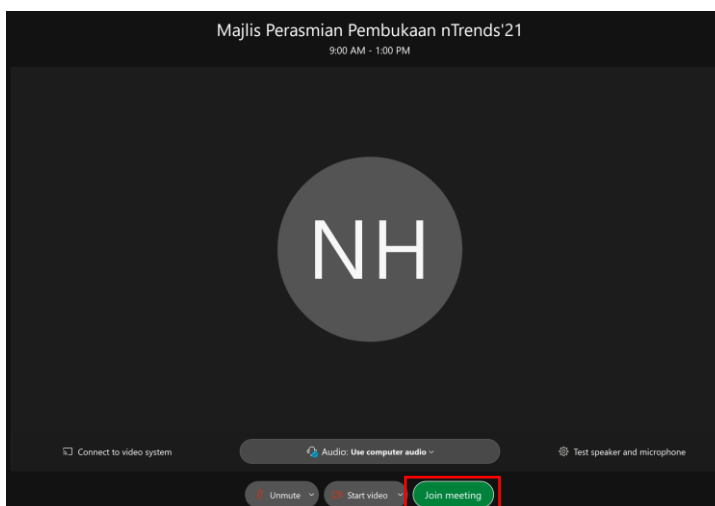 Majlis Perasmian Pembukaan nTrends'21
9:00 AM - 1:00 PM
NH
Connect to video system
Audio: Use computer audio
Test speaker and microphone
Unmute
Start video
Join meeting